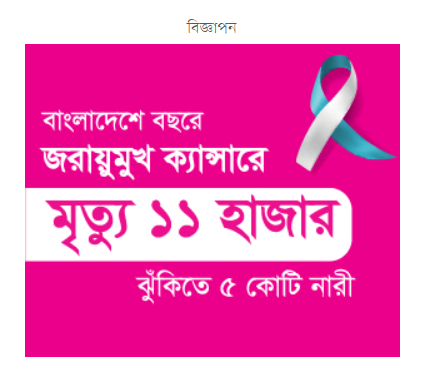 বিজ্ঞাপন
বাংলাদেশে বছরে
জরায়ুমুখ ক্যান্সারে
মৃত্যু ১১ হাজার
ঝুঁকিতে ৫ কোটি নারী